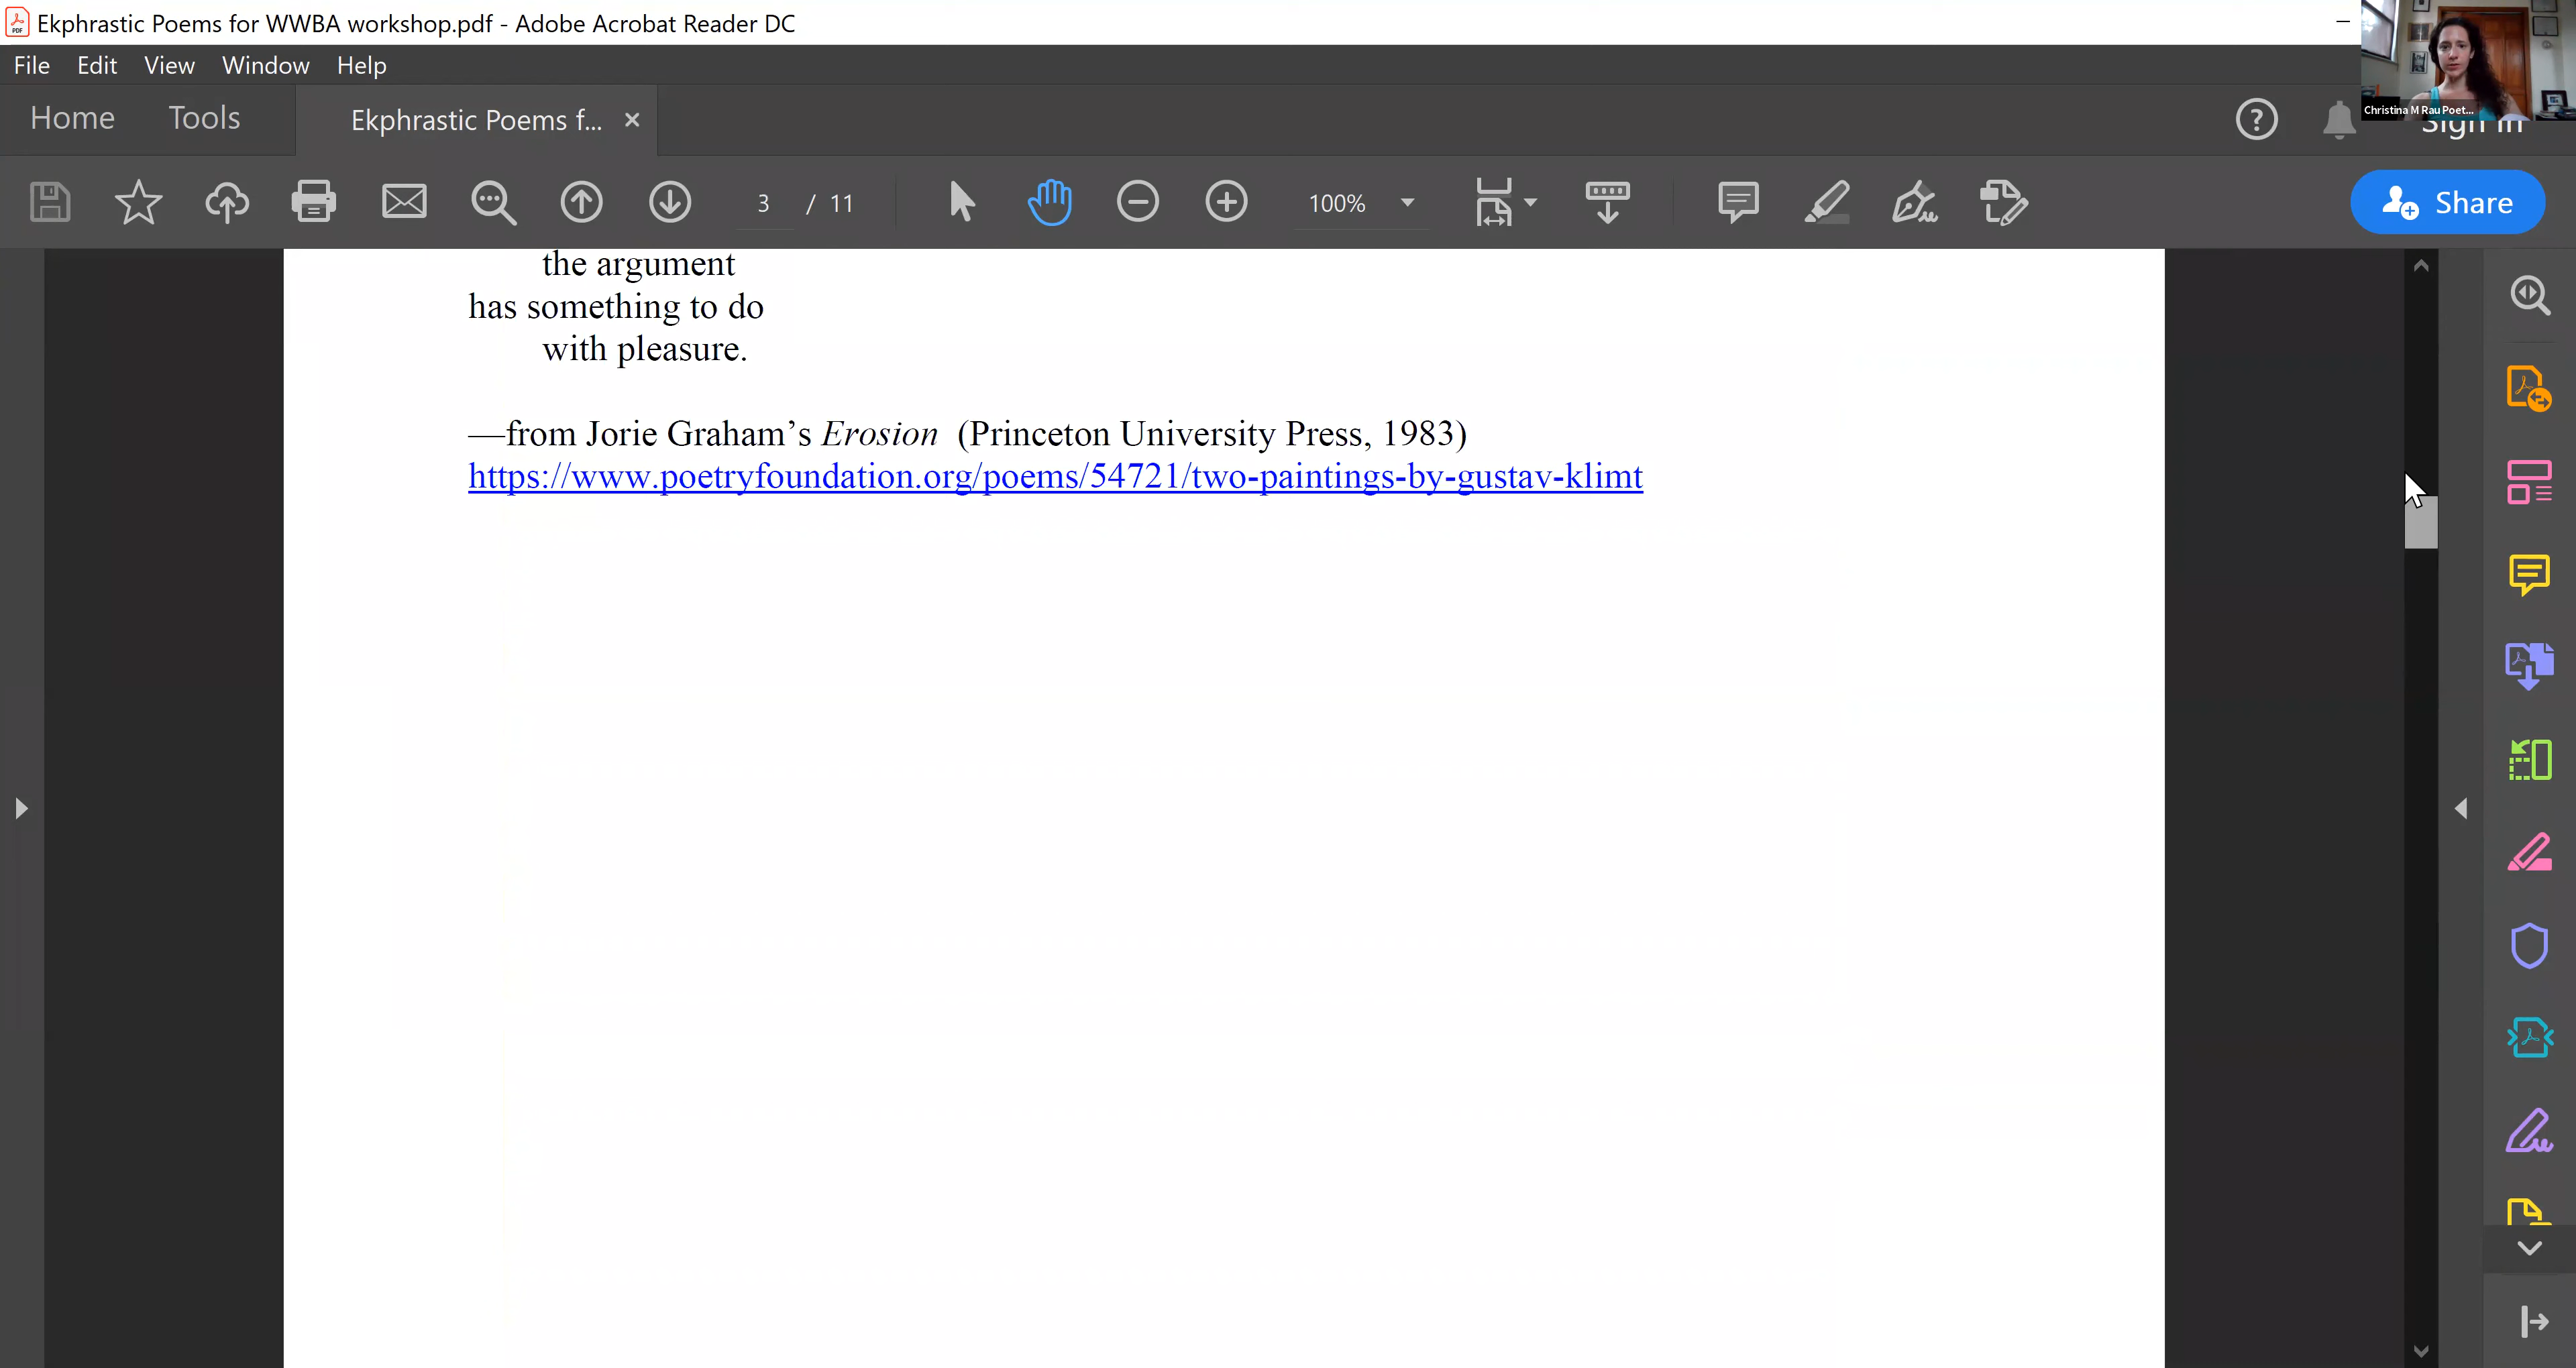 Ekphrastic Poems for WWBA workshop.pdf - Adobe Acrobat Reader DC
File Edit View Window Help
Christina M Rau Poet...
Home Tools Ekphrastic Poems f... Sign In
3 / 11 100% Share
the argument
has something to do
with pleasure.
—from Jorie Graham’s Erosion (Princeton University Press, 1983)
https://www.poetryfoundation.org/poems/54721/two-paintings-by-gustav-klimt